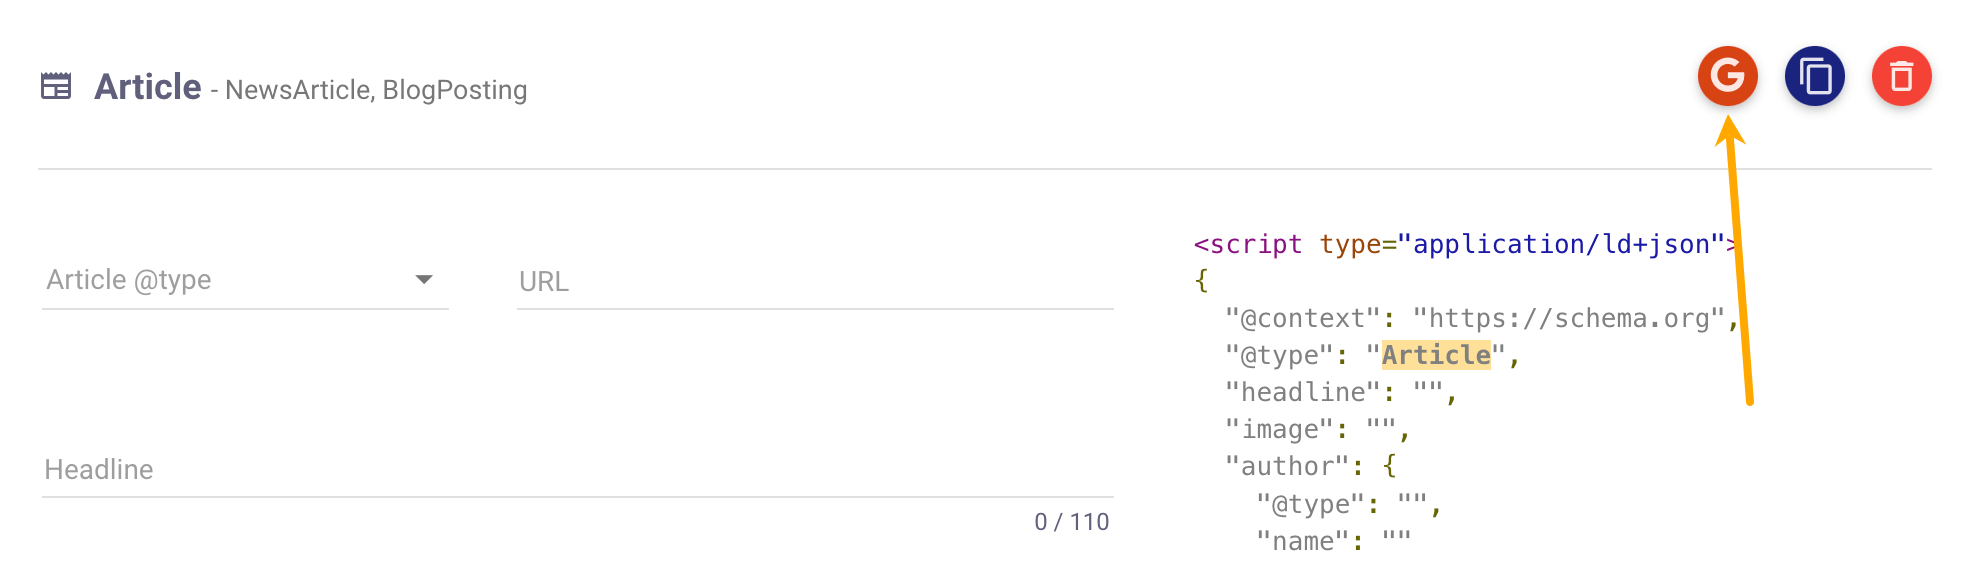 Article - NewsArticle, BlogPosting
G
Article @type
URL
Headline
0 / 110
<script type="application/ld+json">
{
  "@context": "https://schema.org",
  "@type": "Article",
  "headline": "",
  "image": "",
  "author": {
    "@type": "",
    "name": ""